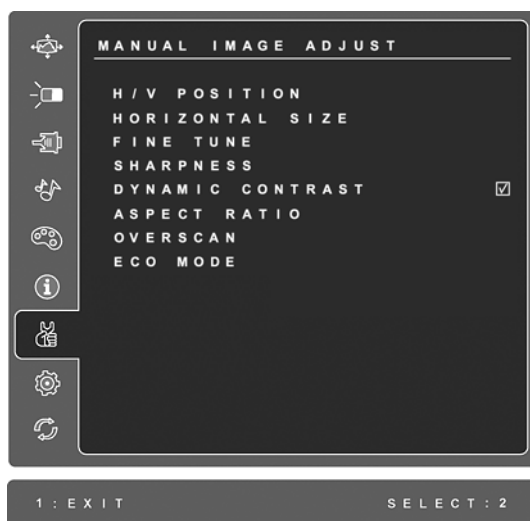 MANUAL IMAGE ADJUST
H/V POSITION
HORIZONTAL SIZE
FINE TUNE
SHARPNESS
DYNAMIC CONTRAST
ASPECT RATIO
OVERSCAN
ECO MODE
1:EXIT SELECT:2